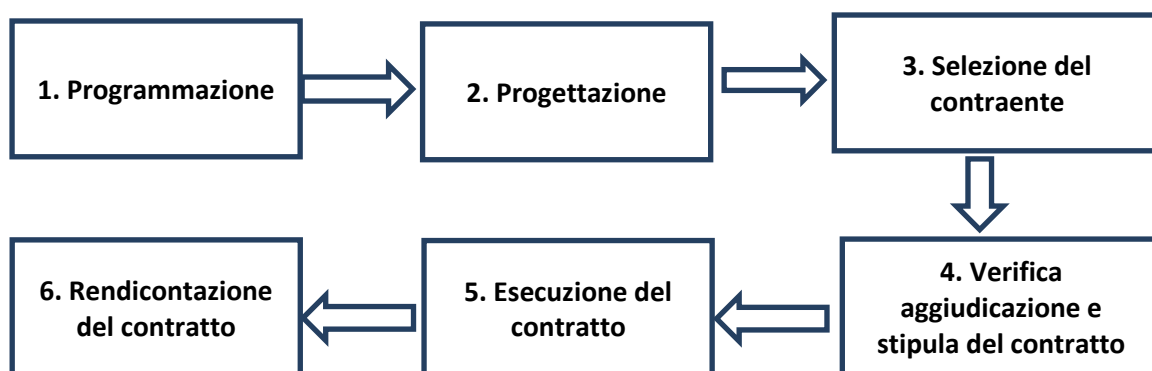 1. Programmazione
2. Progettazione
3. Selezione del
contraente
4. Verifica
aggiudicazione e
stipula del contratto
5. Esecuzione del
contratto
6. Rendicontazione
del contratto